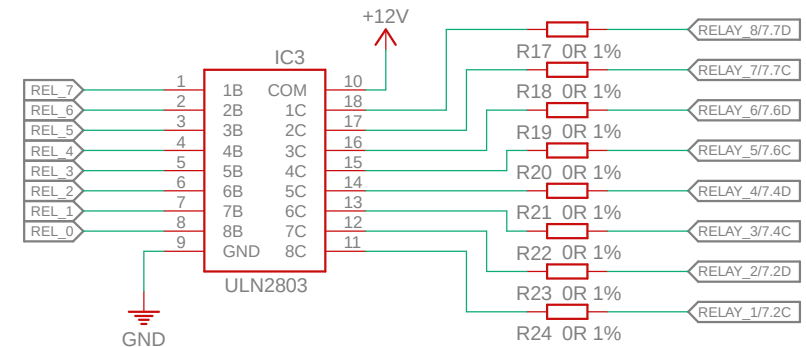 +12V
RELAY_8/7.7D
IC3
R17 0R 1%
RELAY_7/7.7C
REL_7 1 1B COM 10
R18 0R 1%
REL_6 2 2B 1C 18
RELAY_6/7.6D
REL_5 3 3B 2C 17
R19 0R 1%
REL_4 4 4B 3C 16
RELAY_5/7.6C
REL_3 5 5B 4C 15
R20 0R 1%
REL_2 6 6B 5C 14
RELAY_4/7.4D
REL_1 7 7B 6C 13
R21 0R 1%
REL_0 8 8B 7C 12
RELAY_3/7.4C
9 GND 8C 11
R22 0R 1%
RELAY_2/7.2D
ULN2803
R23 0R 1%
RELAY_1/7.2C
R24 0R 1%
GND